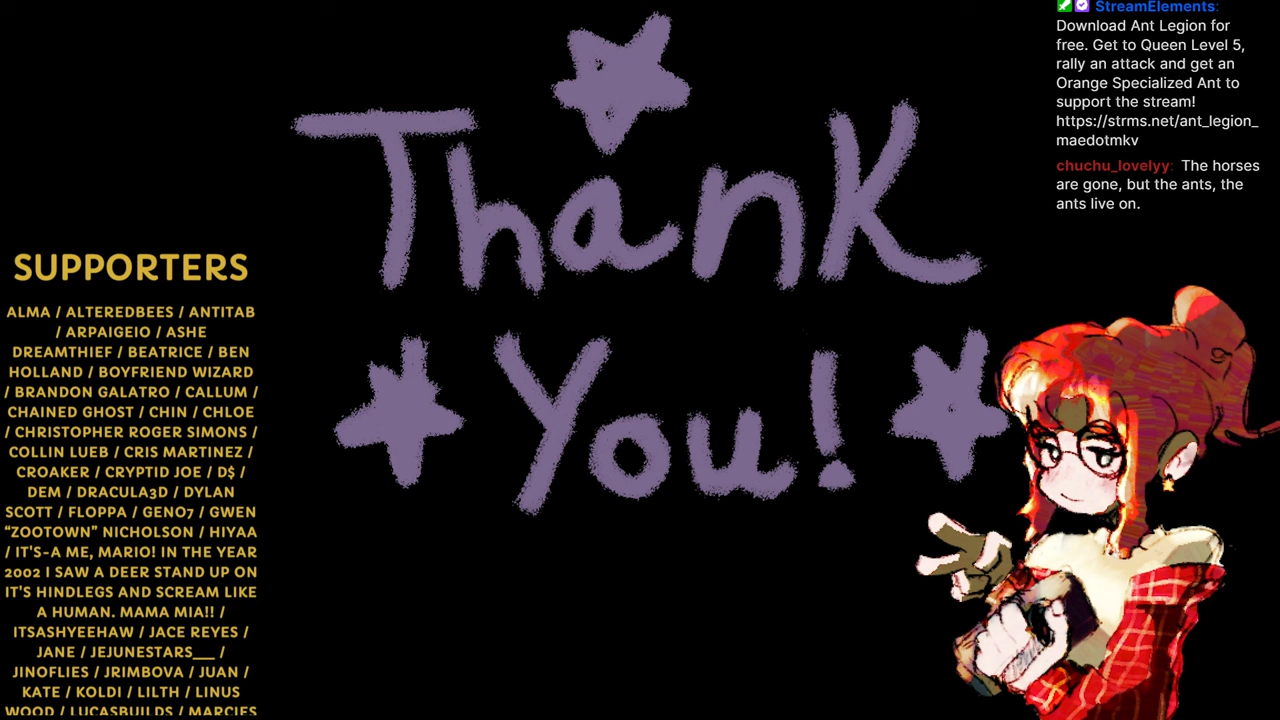 Thank
You!
SUPPORTERS
ALMA / ALTEREDBEES / ANTITAB
/ ARPAIGEIO / ASHE
DREAMTHIEF / BEATRICE / BEN
HOLLAND / BOYFRIEND WIZARD
/ BRANDON GALATRO / CALLUM /
CHAINED GHOST / CHIN / CHLOE
/ CHRISTOPHER ROGER SIMONS /
COLLIN LUEB / CRIS MARTINEZ /
CROAKER / CRYPTID JOE / D$ /
DEM / DRACULA3D / DYLAN
SCOTT / FLOPPA / GENO7 / GWEN
“ZOOTOWN” NICHOLSON / HIYAA
/ IT'S-A ME, MARIO! IN THE YEAR
2002 I SAW A DEER STAND UP ON
IT'S HINDLEGS AND SCREAM LIKE
A HUMAN. MAMA MIA!! /
ITSASHYEEHAW / JACE REYES /
JANE / JEJUNESTARS___ /
JINOFLIES / JRIMBOVA / JUAN /
KATE / KOLDI / LILTH / LINUS
WOOD / LUCASBUILDS / MARCIES
StreamElements:
Download Ant Legion for
free. Get to Queen Level 5,
rally an attack and get an
Orange Specialized Ant to
support the stream!
https://strms.net/ant_legion_
maedotmkv
chuchu_lovelyy: The horses
are gone, but the ants, the
ants live on.